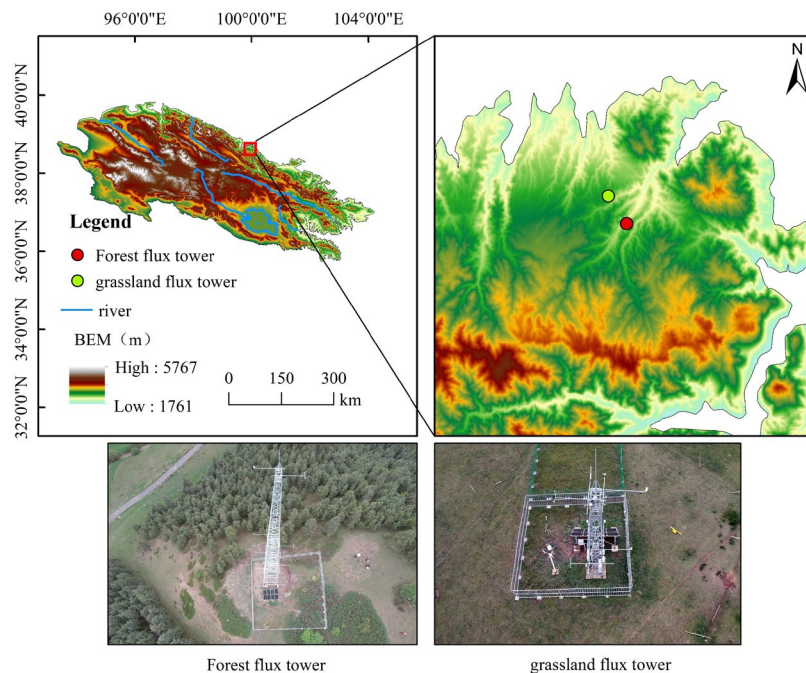 96°0'0"E 100°0'0"E 104°0'0"E
40°0'0"N
38°0'0"N
36°0'0"N
34°0'0"N
32°0'0"N
Legend
Forest flux tower
grassland flux tower
river
BEM（m）
High : 5767
Low : 1761
0 150 300
km
N
Forest flux tower
grassland flux tower